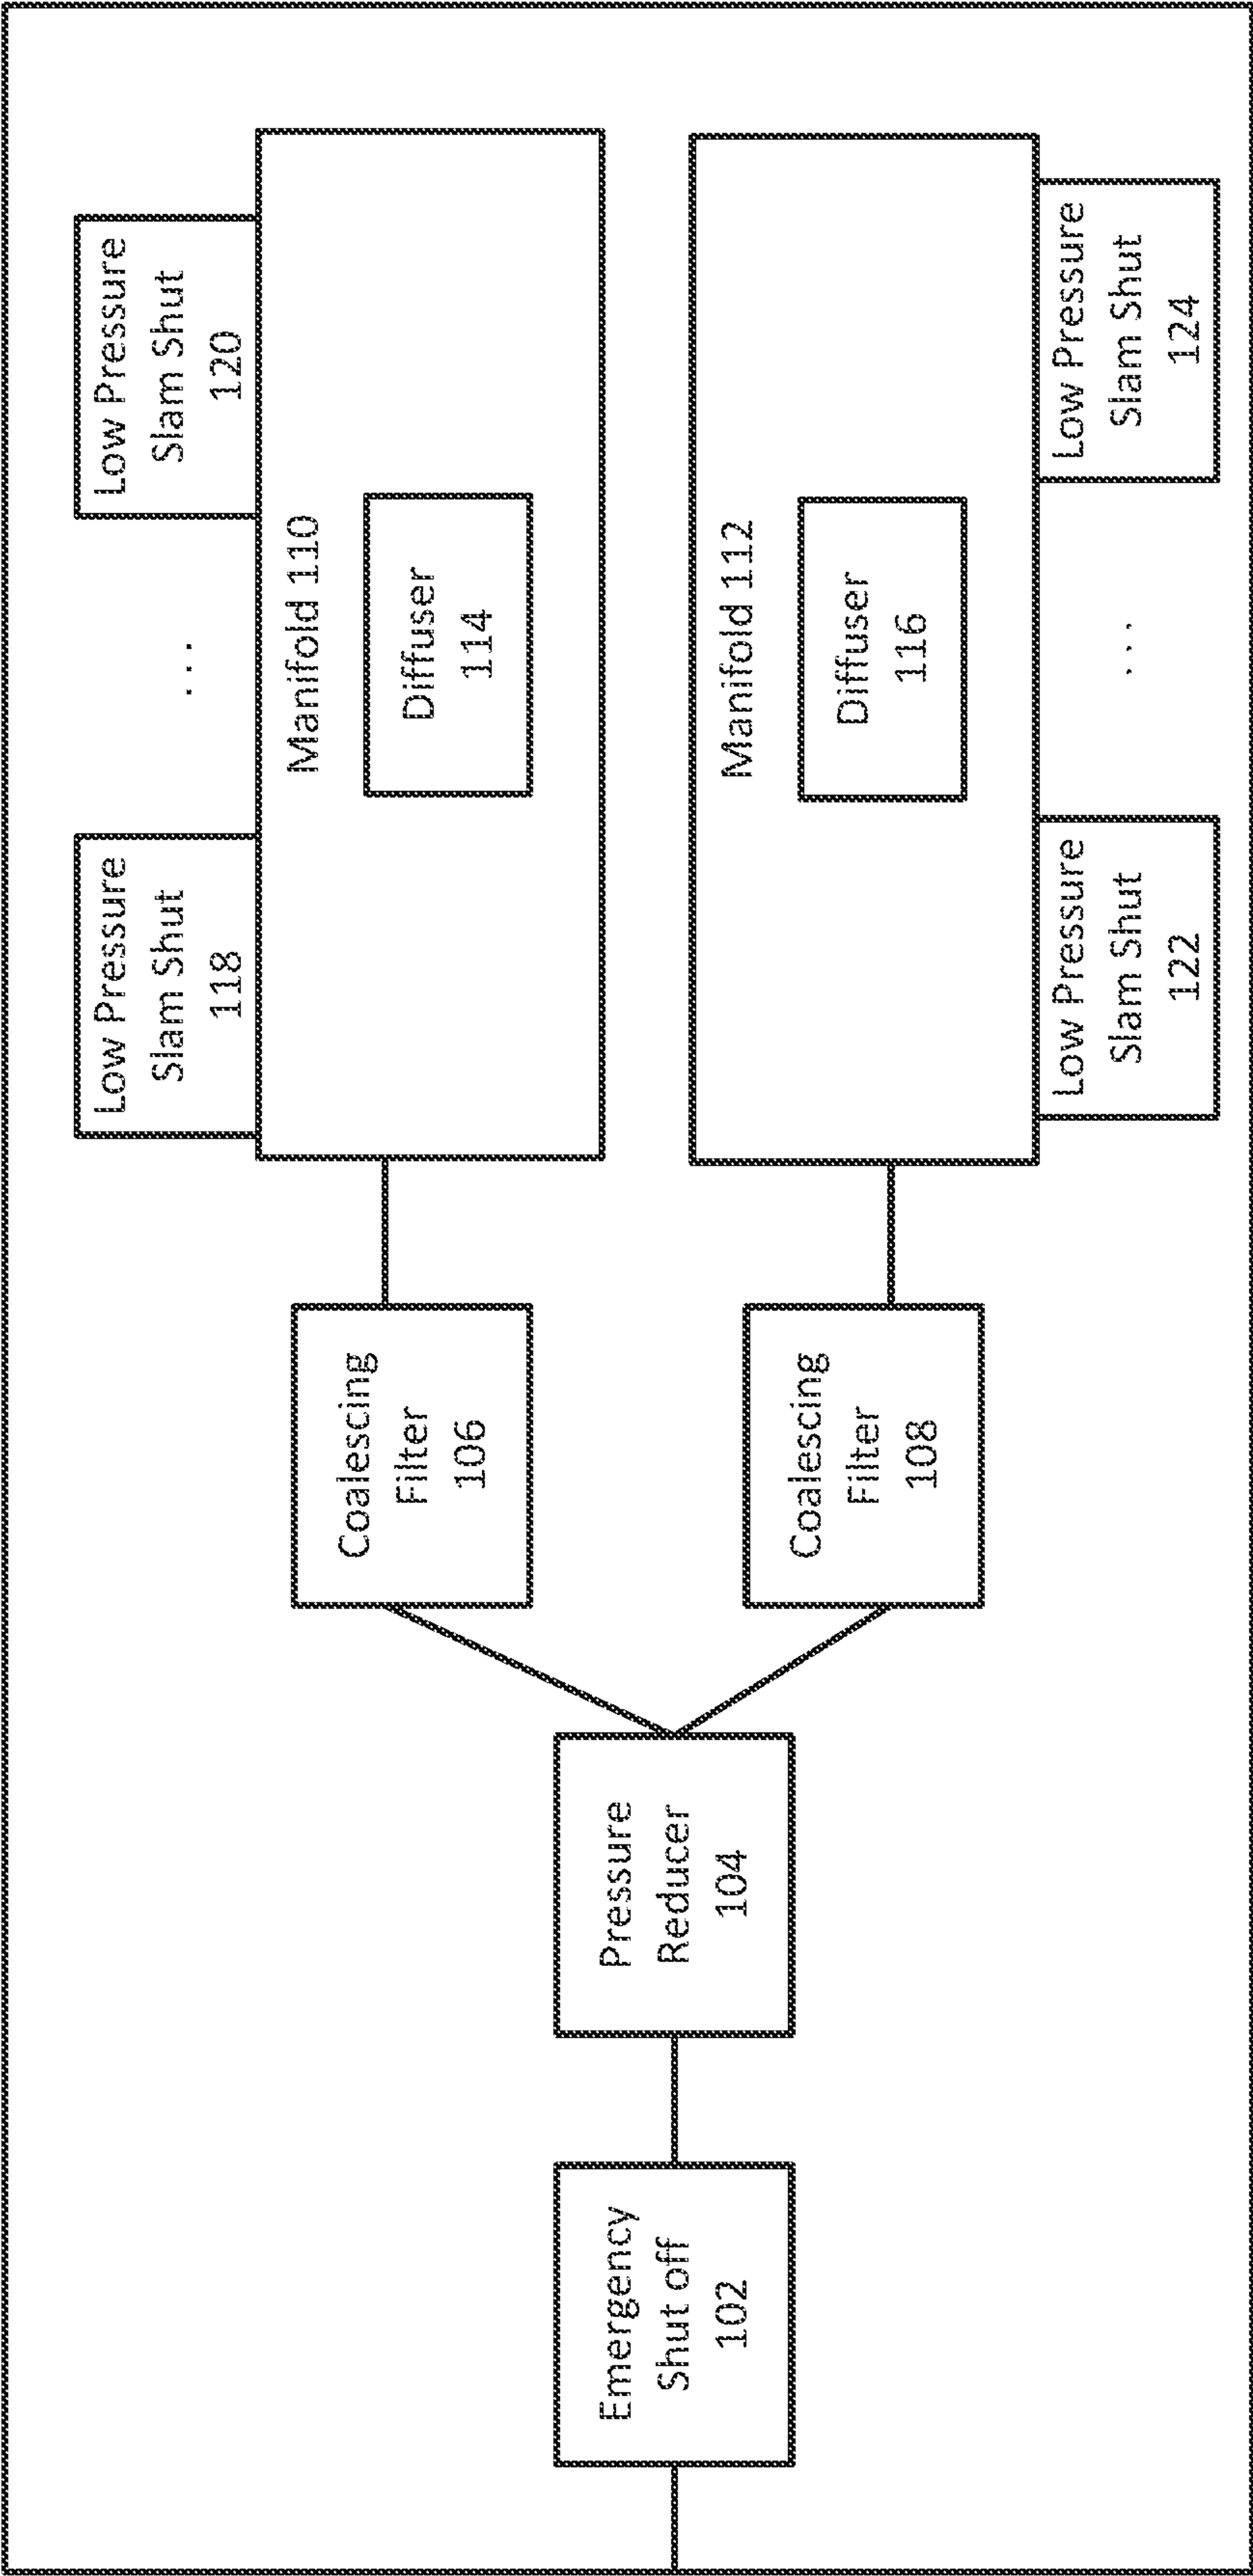 Emergency
Shut off
102
Pressure
Reducer
104
Coalescing
Filter
106
Coalescing
Filter
108
Low Pressure
Slam Shut
118
...
Low Pressure
Slam Shut
120
Manifold 110
Diffuser
114
Manifold 112
Diffuser
116
Low Pressure
Slam Shut
122
...
Low Pressure
Slam Shut
124